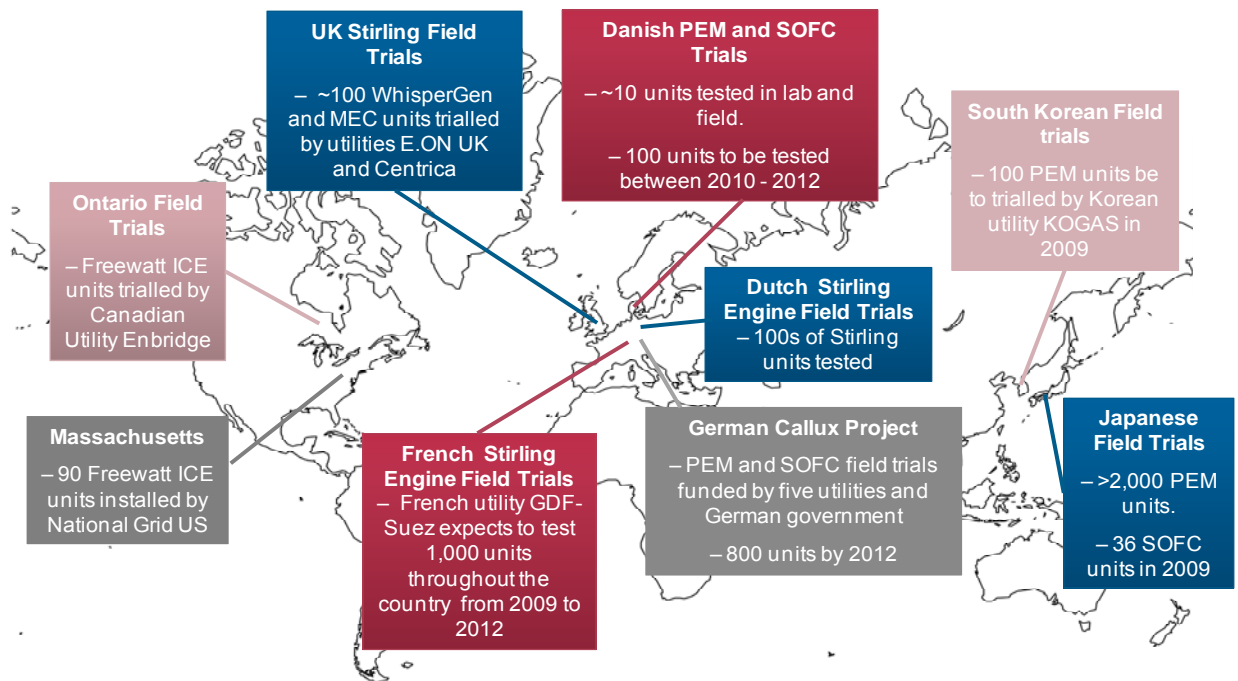 UK Stirling Field
Trials
– ~100 WhisperGen
and MEC units trialled
by utilities E.ON UK
and Centrica
Danish PEM and SOFC
Trials
– ~10 units tested in lab and
field.
– 100 units to be tested
between 2010 - 2012
South Korean Field
trials
– 100 PEM units be
to trialled by Korean
utility KOGAS in
2009
Ontario Field
Trials
– Freewatt ICE
units trialled by
Canadian
Utility Enbridge
Dutch Stirling
Engine Field Trials
– 100s of Stirling
units tested
Massachusetts
– 90 Freewatt ICE
units installed by
National Grid US
French Stirling
Engine Field Trials
– French utility GDF-
Suez expects to test
1,000 units
throughout the
country from 2009 to
2012
German Callux Project
– PEM and SOFC field trials
funded by five utilities and
German government
– 800 units by 2012
Japanese
Field Trials
– >2,000 PEM
units.
– 36 SOFC
units in 2009